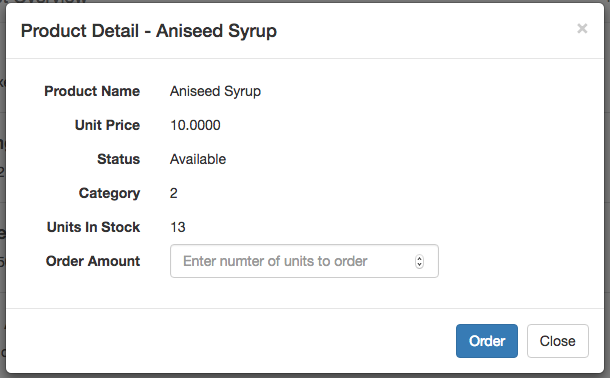 Product Detail - Aniseed Syrup ×
Product Name Aniseed Syrup
Unit Price 10.0000
Status Available
Category 2
Units In Stock 13
Order Amount Enter numter of units to order
Order Close